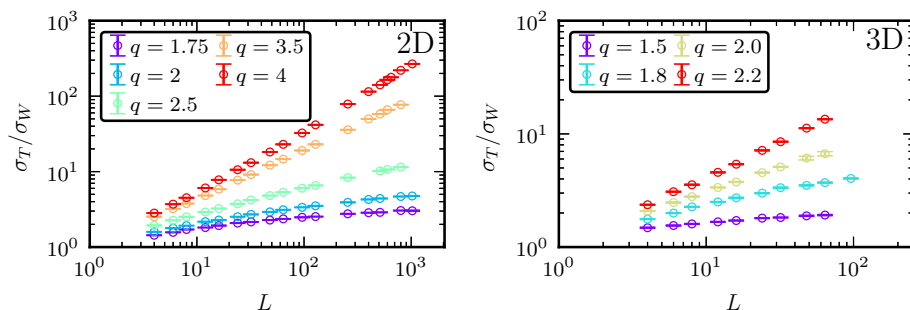 2D
q = 1.75 q = 3.5
q = 2 q = 4
q = 2.5
σ_T/σ_W
10^3
10^2
10^1
10^0
10^0 10^1 10^2 10^3
L
3D
q = 1.5 q = 2.0
q = 1.8 q = 2.2
σ_T/σ_W
10^2
10^1
10^0
10^0 10^1 10^2
L